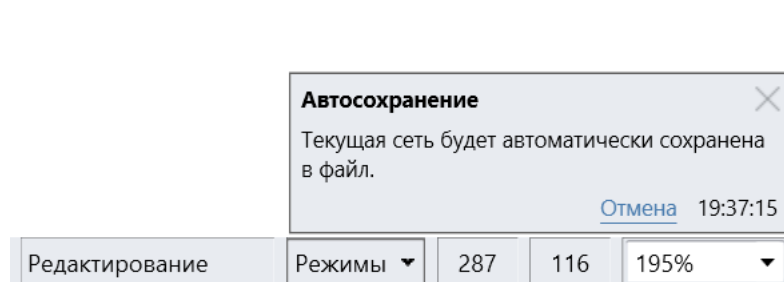 Автосохранение
Текущая сеть будет автоматически сохранена
в файл.
Отмена 19:37:15
Редактирование Режимы 287 116 195%